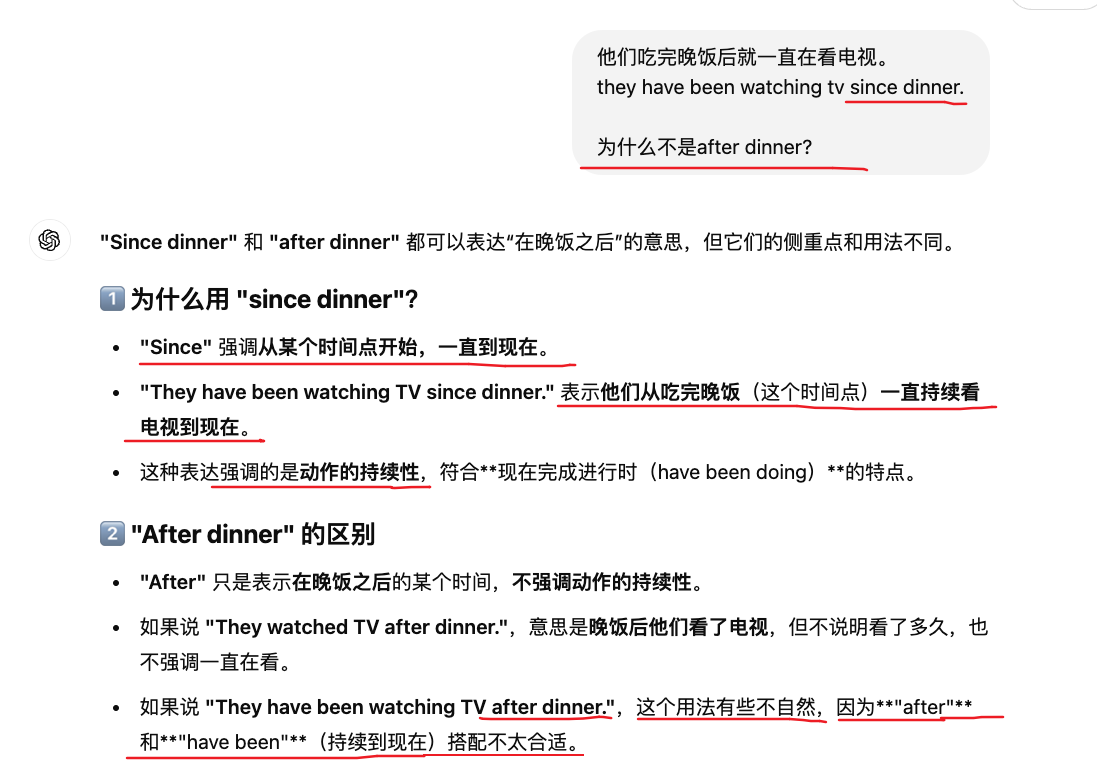 他们吃完晚饭后就一直在看电视。
they have been watching tv since dinner.
为什么不是after dinner?
"Since dinner" 和 "after dinner" 都可以表达“在晚饭之后”的意思，但它们的侧重点和用法不同。
1 为什么用 "since dinner"?
• "Since" 强调从某个时间点开始，一直到现在。
• "They have been watching TV since dinner." 表示他们从吃完晚饭（这个时间点）一直持续看
电视到现在。
• 这种表达强调的是动作的持续性，符合**现在完成进行时（have been doing）**的特点。
2 "After dinner" 的区别
• "After" 只是表示在晚饭之后的某个时间，不强调动作的持续性。
• 如果说 "They watched TV after dinner."，意思是晚饭后他们看了电视，但不说明看了多久，也
不强调一直在看。
• 如果说 "They have been watching TV after dinner."，这个用法有些不自然，因为**"after"**
和**"have been"**（持续到现在）搭配不太合适。